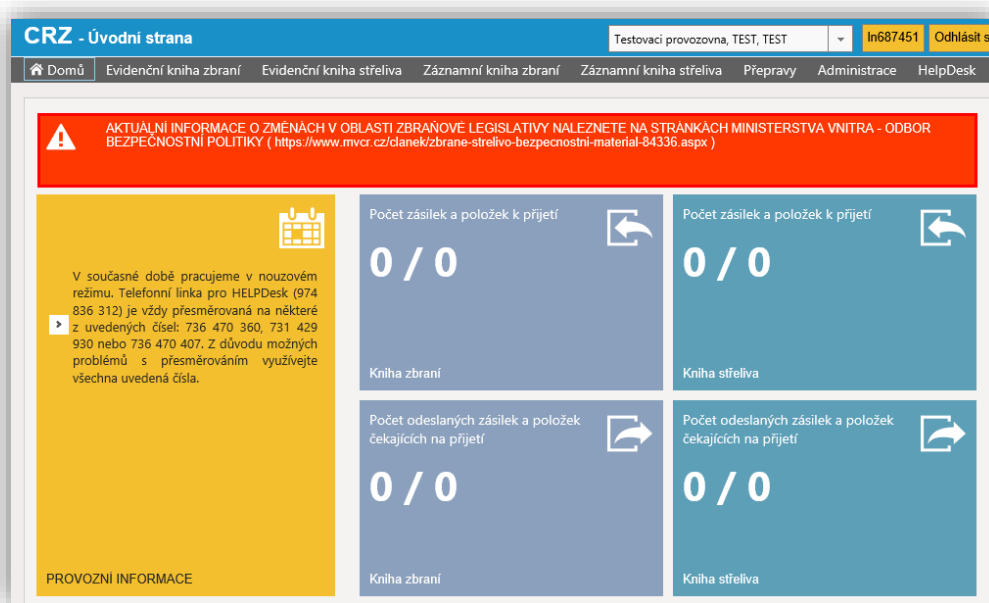 CRZ - Úvodní strana
Testovaci provozovna, TEST, TEST
ln687451
Odhlásit s
Domů
Evidenční kniha zbraní
Evidenční kniha střeliva
Záznamní kniha zbraní
Záznamní kniha střeliva
Přepravy
Administrace
HelpDesk
AKTUÁLNÍ INFORMACE O ZMĚNÁCH V OBLASTI ZBRAŇOVÉ LEGISLATIVY NALEZNETE NA STRÁNKÁCH MINISTERSTVA VNITRA - ODBOR
BEZPEČNOSTNÍ POLITIKY ( https://www.mvcr.cz/clanek/zbrane-strelivo-bezpecnostni-material-84336.aspx )
V současné době pracujeme v nouzovém
režimu. Telefonní linka pro HELPDesk (974
836 312) je vždy přesměrovaná na některé
z uvedených čísel: 736 470 360, 731 429
930 nebo 736 470 407. Z důvodu možných
problémů s přesměrováním využívejte
všechna uvedená čísla.
PROVOZNÍ INFORMACE
Počet zásilek a položek k přijetí
0 / 0
Kniha zbraní
Počet zásilek a položek k přijetí
0 / 0
Kniha střeliva
Počet odeslaných zásilek a položek
čekajících na přijetí
0 / 0
Kniha zbraní
Počet odeslaných zásilek a položek
čekajících na přijetí
0 / 0
Kniha střeliva